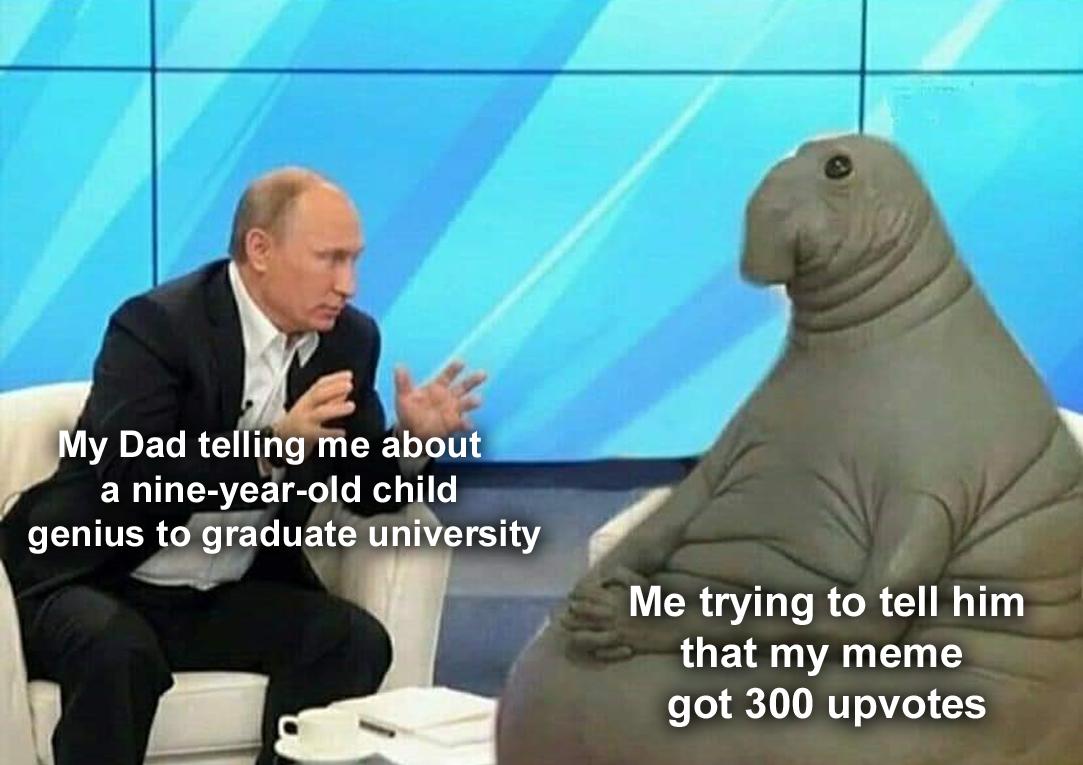 My Dad telling me about
a nine-year-old child
genius to graduate university
Me trying to tell him
that my meme
got 300 upvotes